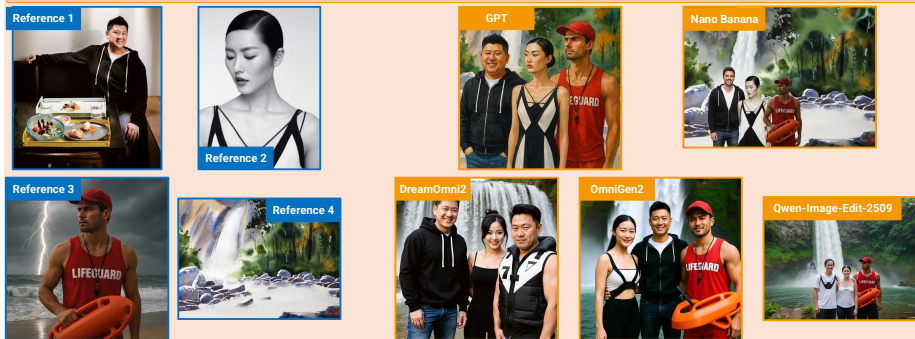 Reference 1
Reference 2
GPT
LIFEGUARD
Nano Banana
Reference 3
LIFEGUARD
Reference 4
DreamOmni2
7
OmniGen2
LIFEGUARD
Qwen-Image-Edit-2509